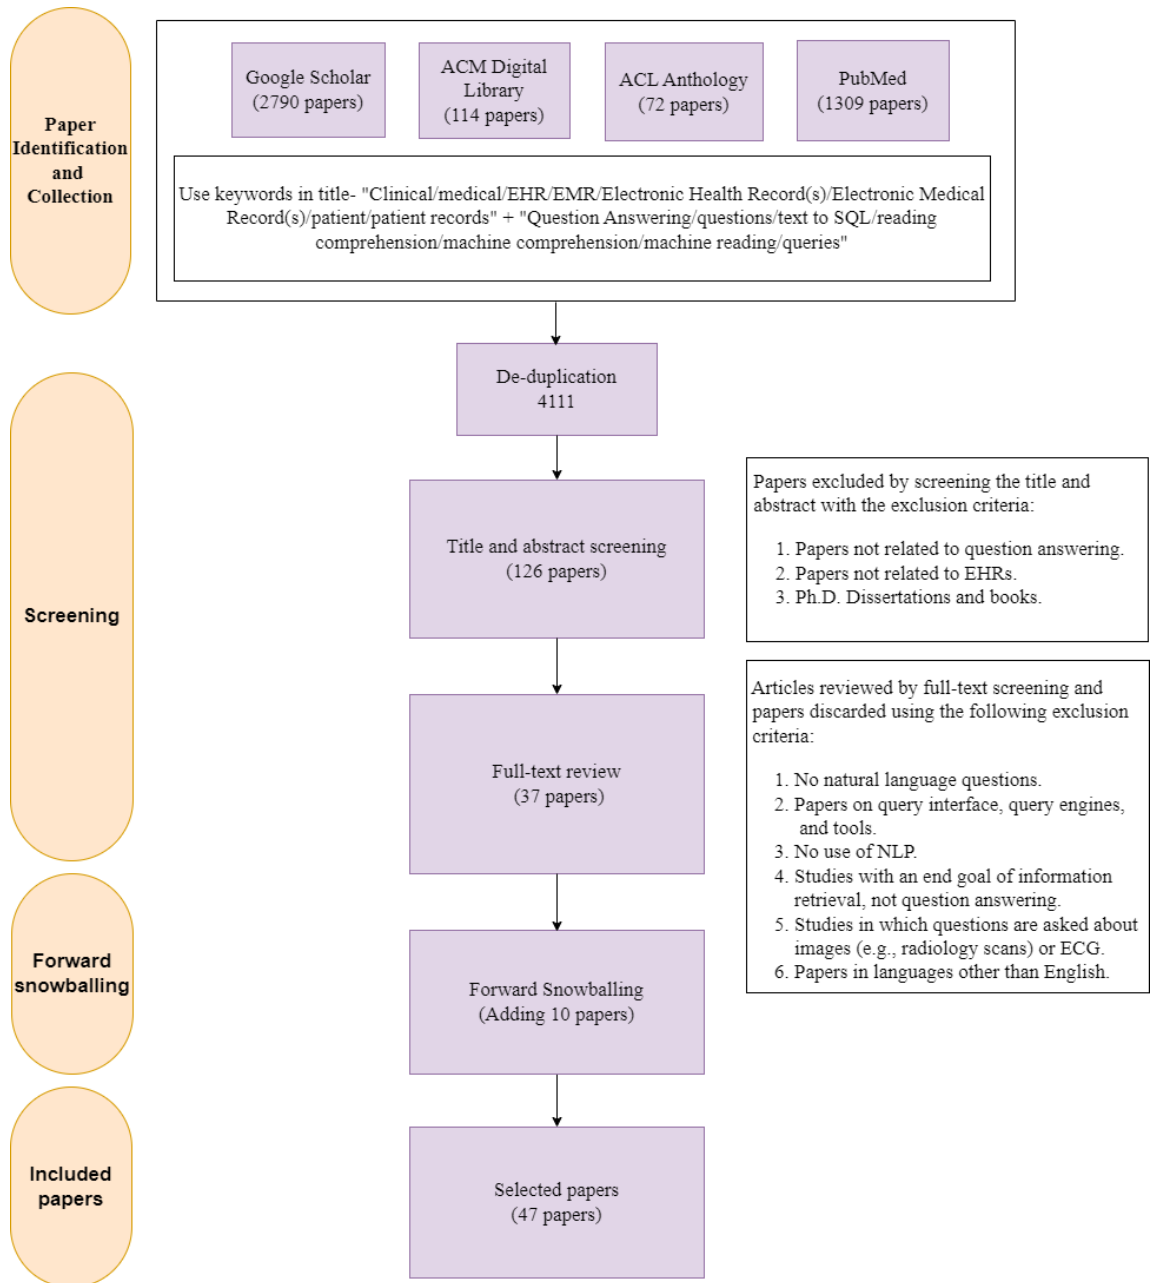 Paper
Identification
and
Collection
Google Scholar
(2790 papers)
ACM Digital
Library
(114 papers)
ACL Anthology
(72 papers)
PubMed
(1309 papers)
Use keywords in title- "Clinical/medical/EHR/EMR/Electronic Health Record(s)/Electronic Medical
Record(s)/patient/patient records" + "Question Answering/questions/text to SQL/reading
comprehension/machine comprehension/machine reading/queries"
De-duplication
4111
Screening
Title and abstract screening
(126 papers)
Papers excluded by screening the title and
abstract with the exclusion criteria:
1. Papers not related to question answering.
2. Papers not related to EHRs.
3. Ph.D. Dissertations and books.
Full-text review
(37 papers)
Articles reviewed by full-text screening and
papers discarded using the following exclusion
criteria:
1. No natural language questions.
2. Papers on query interface, query engines,
and tools.
3. No use of NLP.
4. Studies with an end goal of information
retrieval, not question answering.
5. Studies in which questions are asked about
images (e.g., radiology scans) or ECG.
6. Papers in languages other than English.
Forward
snowballing
Forward Snowballing
(Adding 10 papers)
Included
papers
Selected papers
(47 papers)